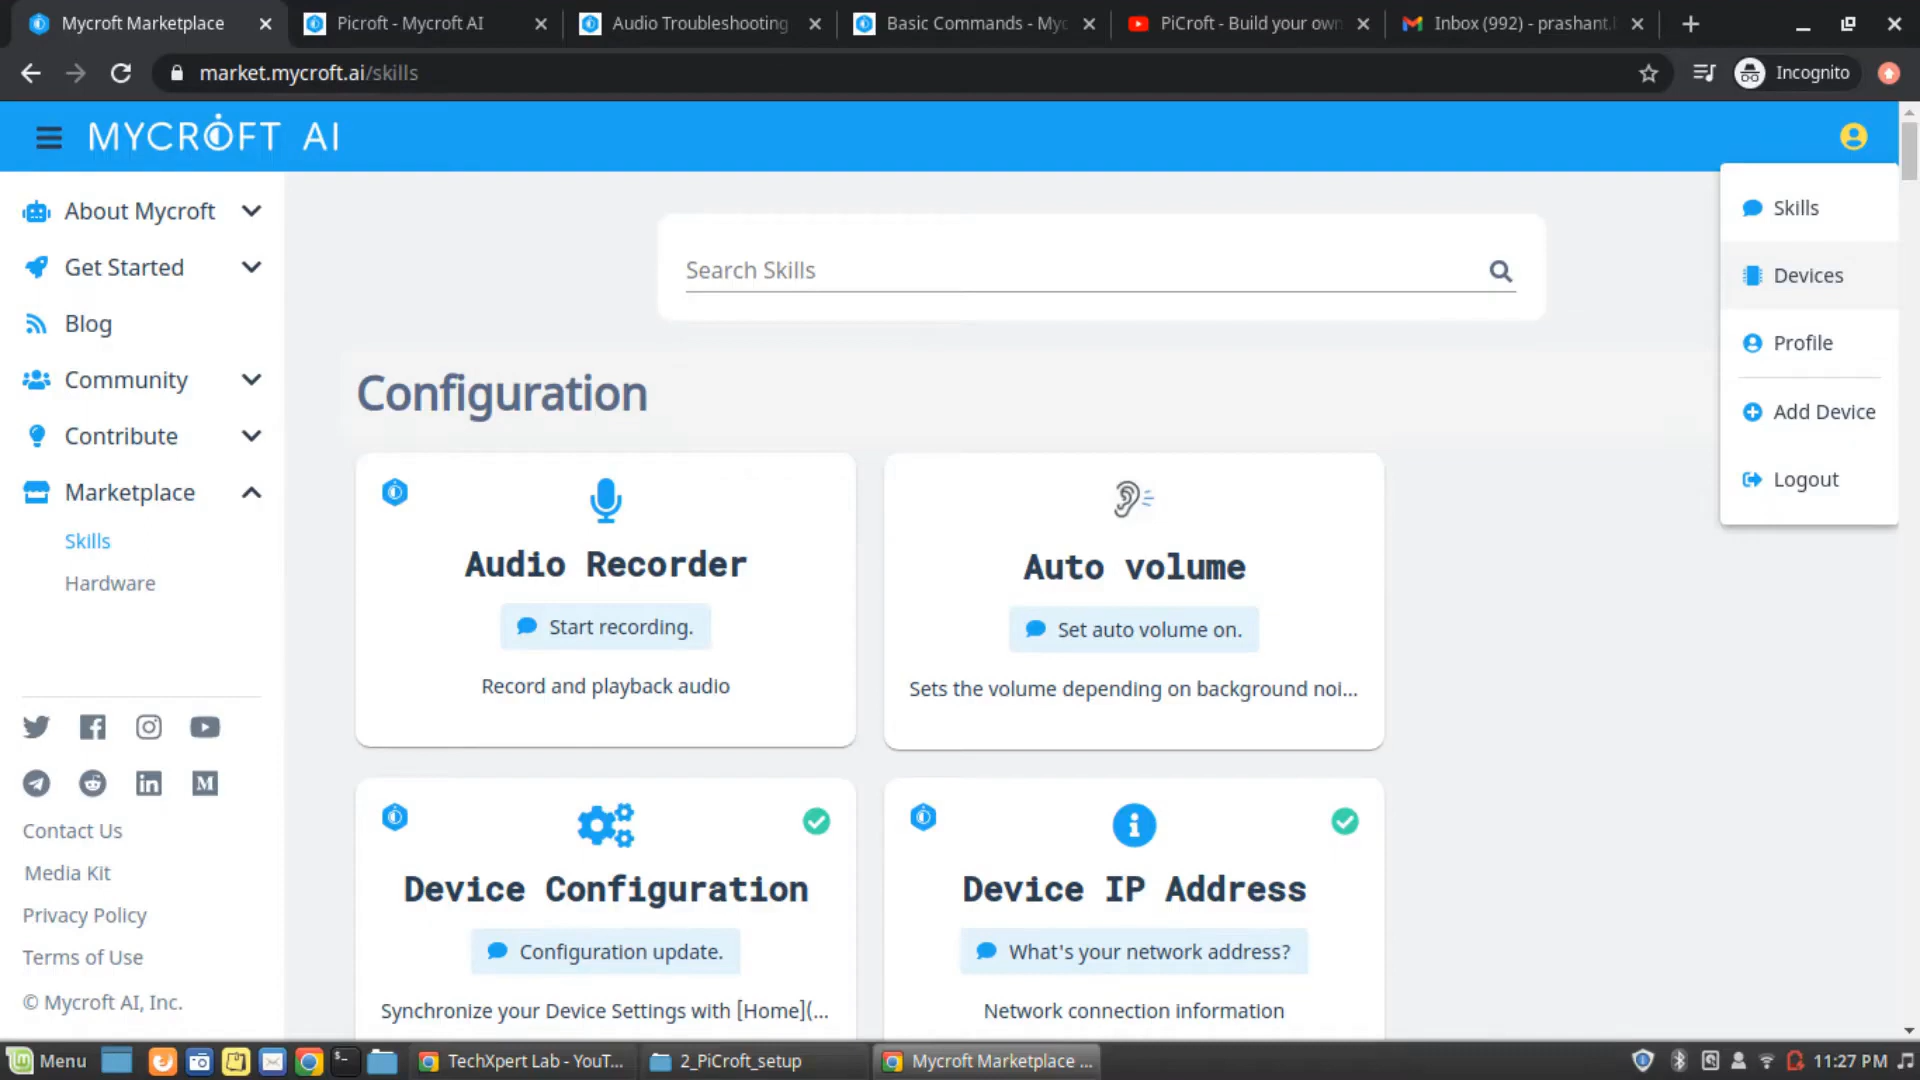 Mycroft Marketplace
Picroft - Mycroft AI
Audio Troubleshooting
Basic Commands - Myc
PiCroft - Build your own
Inbox (992) - prashant.
market.mycroft.ai/skills
Incognito
MYCROFT AI
About Mycroft
Get Started
Blog
Community
Contribute
Marketplace
Skills
Hardware
Contact Us
Media Kit
Privacy Policy
Terms of Use
© Mycroft AI, Inc.
Search Skills
Configuration
Audio Recorder
Start recording.
Record and playback audio
Auto volume
Set auto volume on.
Sets the volume depending on background noi...
Device Configuration
Configuration update.
Synchronize your Device Settings with [Home](...
Device IP Address
What's your network address?
Network connection information
Skills
Devices
Profile
Add Device
Logout
Menu
TechXpert Lab - YouT...
2_PiCroft_setup
Mycroft Marketplace ...
11:27 PM